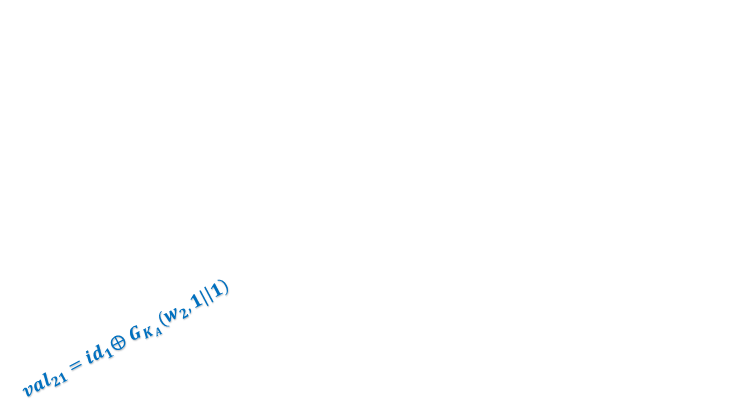 val₂₁ = id₁⊕ G_{K_A}(w₂,1||1)